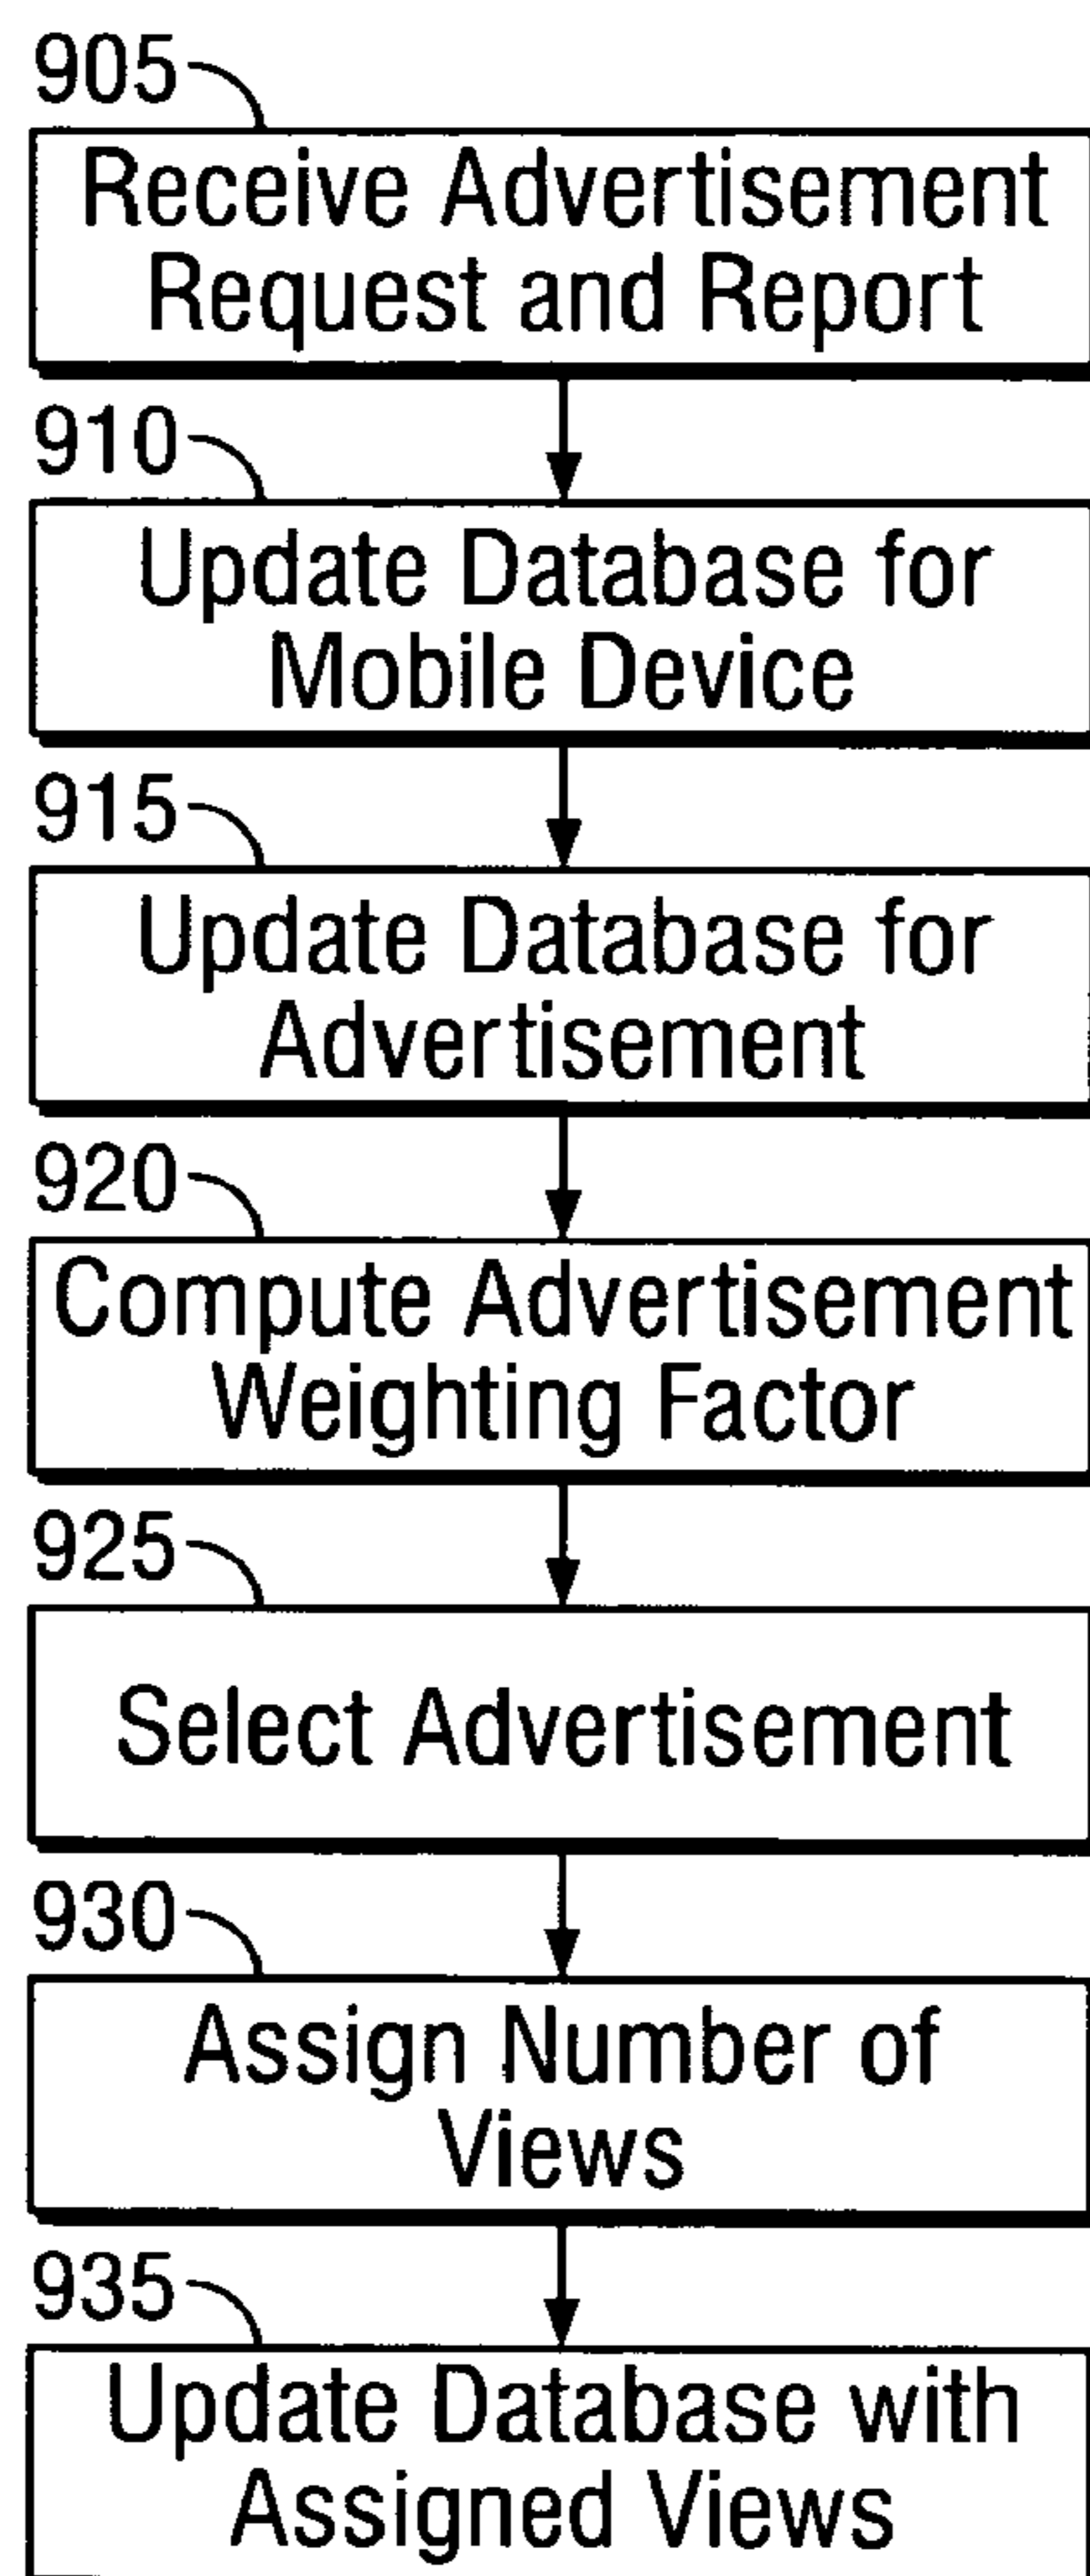 905
Receive Advertisement
Request and Report
910
Update Database for
Mobile Device
915
Update Database for
Advertisement
920
Compute Advertisement
Weighting Factor
925
Select Advertisement
930
Assign Number of
Views
935
Update Database with
Assigned Views